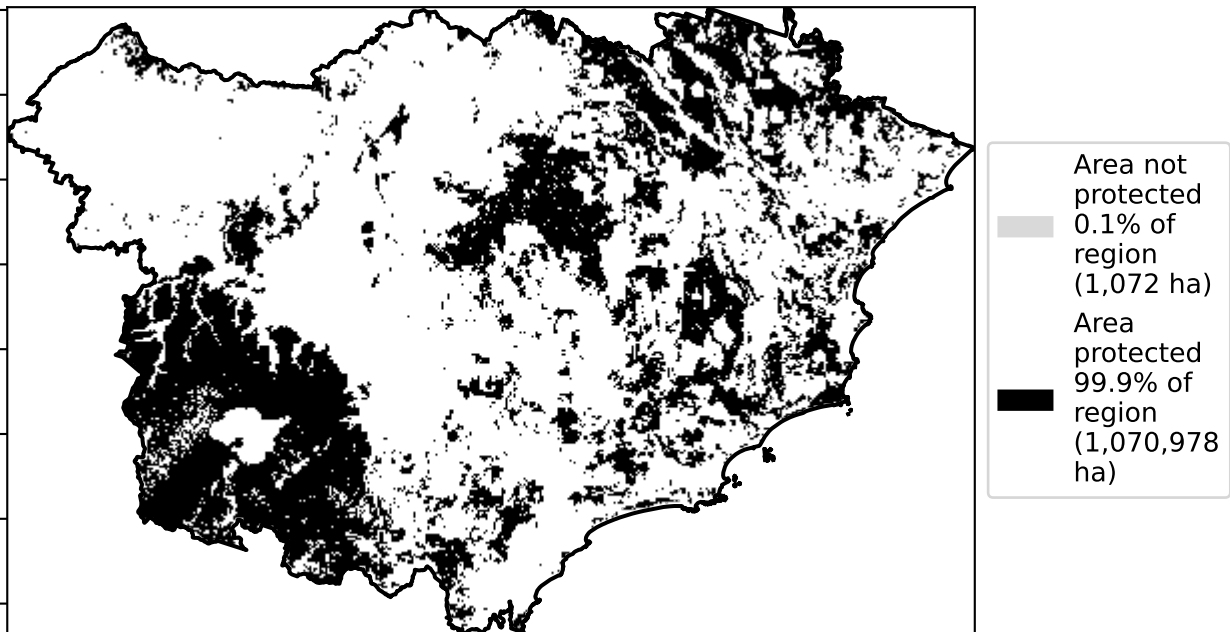 Area not
protected
0.1% of
region
(1,072 ha)
Area
protected
99.9% of
region
(1,070,978
ha)